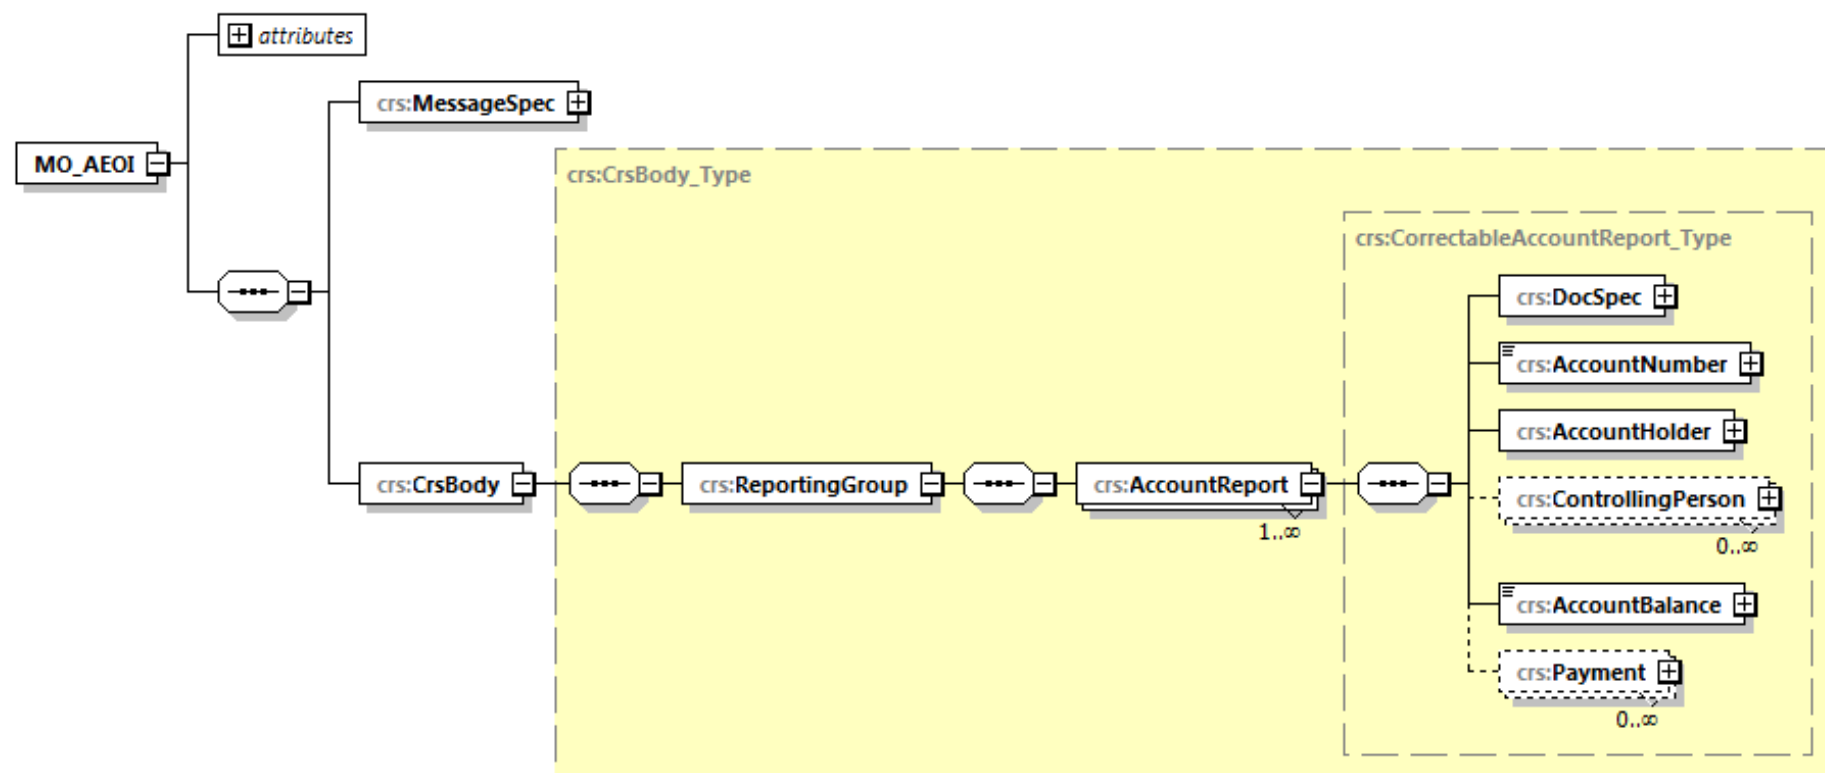 attributes
crs:MessageSpec
MO_AEOI
crs:CrsBody_Type
crs:CorrectableAccountReport_Type
crs:DocSpec
crs:AccountNumber
crs:AccountHolder
crs:CrsBody
crs:ReportingGroup
crs:AccountReport
1..∞
crs:ControllingPerson
0..∞
crs:AccountBalance
crs:Payment
0..∞